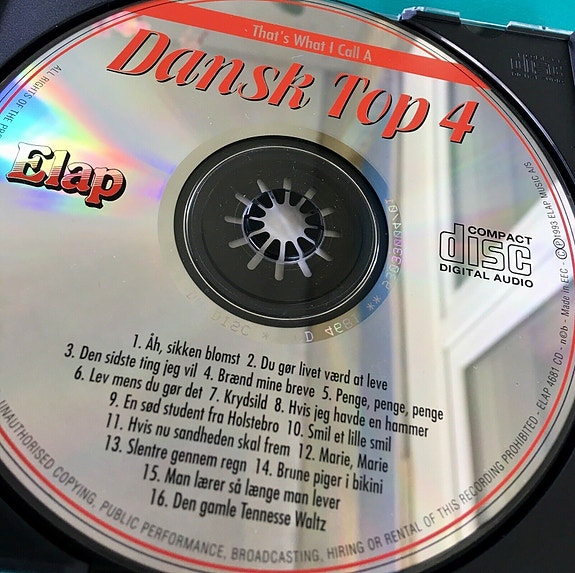 That's What I Call A
Dansk Top 4
Elap
COMPACT
disc
DIGITAL AUDIO
1. Åh, sikken blomst 2. Du gør livet værd at leve
3. Den sidste ting jeg vil 4. Brænd mine breve 5. Penge, penge, penge
6. Lev mens du gør det 7. Krydsild 8. Hvis jeg havde en hammer
9. En sød student fra Holstebro 10. Smil et lille smil
11. Hvis nu sandheden skal frem 12. Marie, Marie
13. Slentre gennem regn 14. Brune piger i bikini
15. Man lærer så længe man lever
16. Den gamle Tennesse Waltz
ALL RIGHTS OF THE
UNAUTHORISED COPYING, PUBLIC PERFORMANCE, BROADCASTING, HIRING OR RENTAL OF THIS RECORDING PROHIBITED - ELAP 4681 CD - n©b - Made in EEC - ©℗1993 ELAP MUSIC A/S